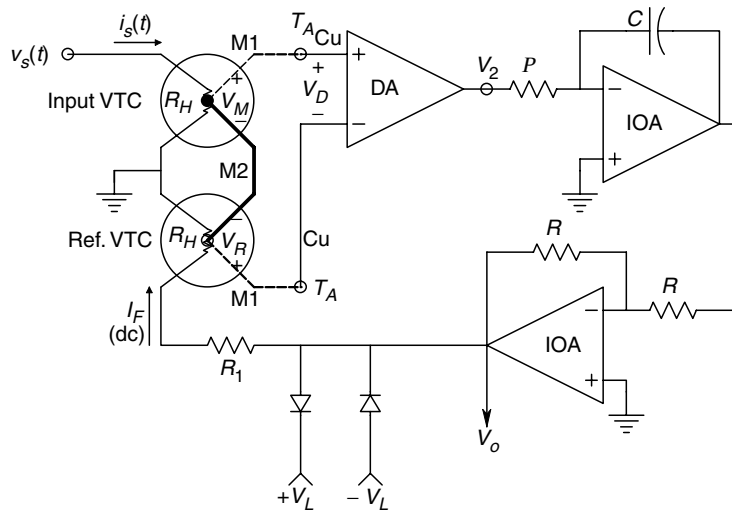 i_s(t)
v_s(t)
M1
T_A
Cu
C
Input VTC
R_H
+
V_M
−
+
V_D
−
+
−
DA
V_2
P
−
+
IOA
M2
Ref. VTC
R_H
−
V_R
+
M1
Cu
T_A
R
R
−
+
IOA
I_F
(dc)
R_1
V_o
+V_L
− V_L